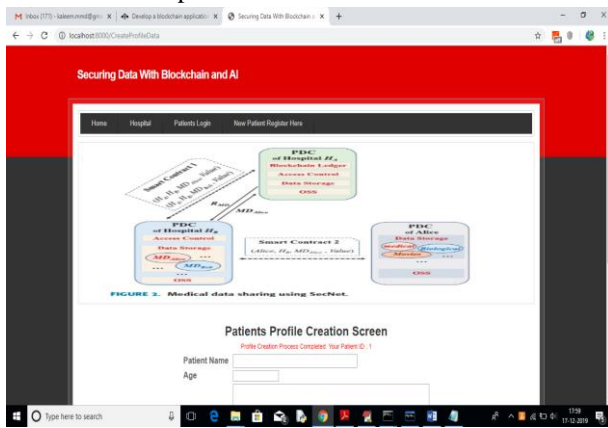 Inbox (177) - kaleem.mmd@gm
Develop a blockchain applicatio
Securing Data With Blockchain a
localhost:8000/CreateProfileData
Securing Data With Blockchain and AI
Home Hospital Patients Login New Patient Register Here
PDC
of Hospital
Blockchain Ledger
Access Control
Data Storage
OSS
Smart Contract 1
PDC
of Hospital
Access Control
Data Storage
...
...
OSS
Smart Contract 2
PDC
of Alice
Data Storage
medical Biological
Movies ...
...
OSS
FIGURE 2. Medical data sharing using SecNet.
Patients Profile Creation Screen
Profile Creation Process Completed. Your Patient ID : 1
Patient Name
Age
Type here to search
17:59
17-12-2019